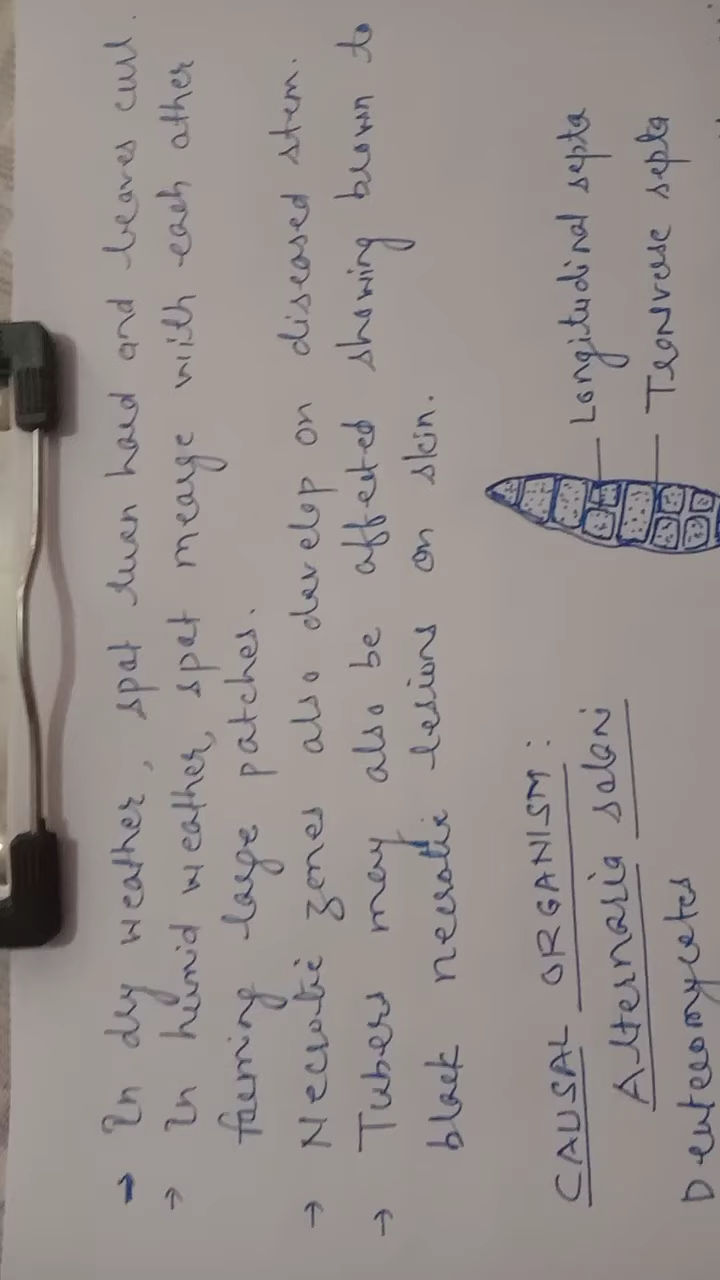 → In dry weather, spot turn hard and leaves curl.
→ In humid weather, spot mearge with each other
forming large patches.
→ Necrotic zones also develop on diseased stem.
→ Tubers may also be affected showing brown to
black necrotic lesions on skin.
CAUSAL ORGANISM:
Alternaria solani
Deuteromycetes
Longitudinal septa
Transverse septa